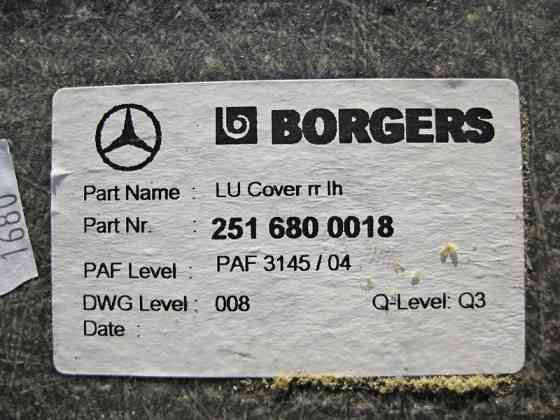 BORGERS
Part Name : LU Cover rr lh
Part Nr. : 251 680 0018
PAF Level : PAF 3145 / 04
DWG Level : 008 Q-Level: Q3
Date :
1680